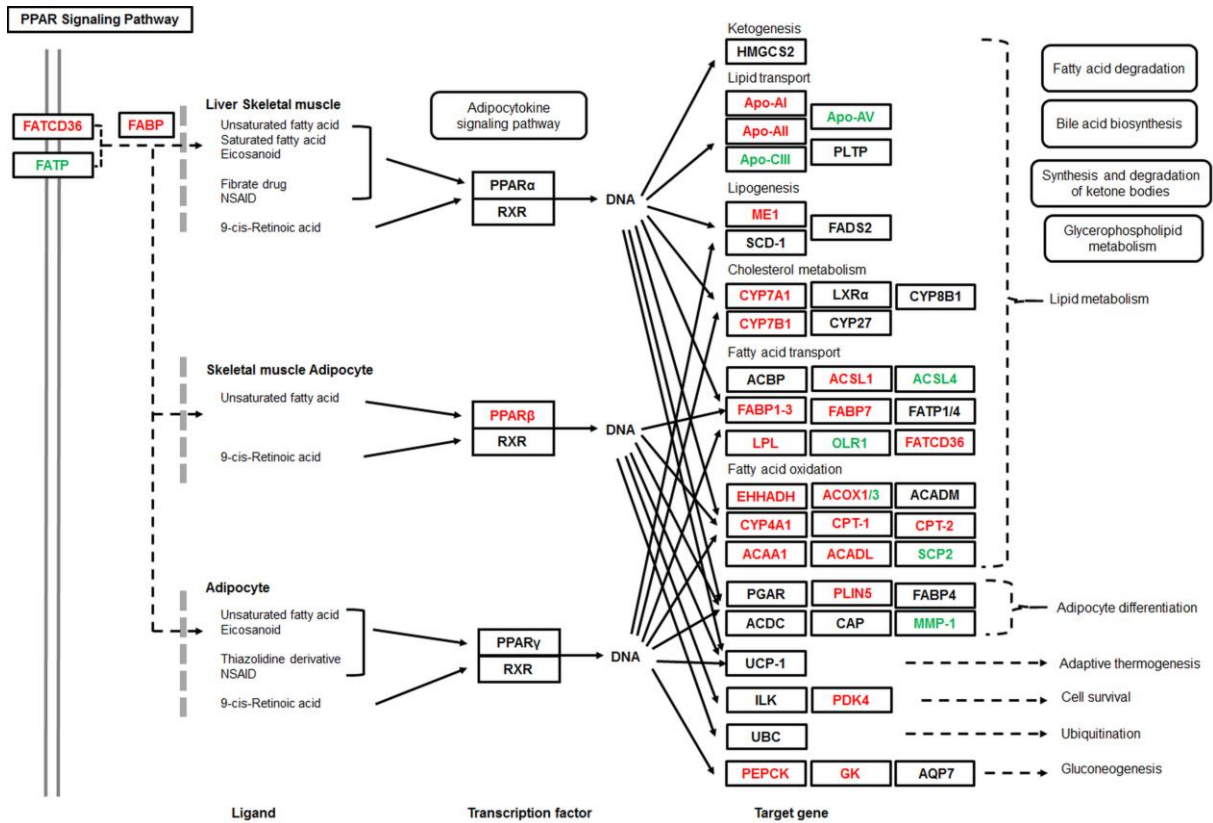 PPAR Signaling Pathway
FATCD36
FABP
FATP
Liver Skeletal muscle
Unsaturated fatty acid
Saturated fatty acid
Eicosanoid
Fibrate drug
NSAID
9-cis-Retinoic acid
Adipocytokine
signaling pathway
PPARα
RXR
DNA
Skeletal muscle Adipocyte
Unsaturated fatty acid
9-cis-Retinoic acid
PPARβ
RXR
DNA
Adipocyte
Unsaturated fatty acid
Eicosanoid
Thiazolidine derivative
NSAID
9-cis-Retinoic acid
PPARγ
RXR
DNA
Ketogenesis
HMGCS2
Lipid transport
Apo-AI
Apo-AV
Apo-AII
Apo-CIII
PLTP
Lipogenesis
ME1
FADS2
SCD-1
Cholesterol metabolism
CYP7A1 LXRα CYP8B1
CYP7B1 CYP27
Fatty acid transport
ACBP ACSL1 ACSL4
FABP1-3 FABP7 FATP1/4
LPL OLR1 FATCD36
Fatty acid oxidation
EHHADH ACOX1/3 ACADM
CYP4A1 CPT-1 CPT-2
ACAA1 ACADL SCP2
PGAR PLIN5 FABP4
ACDC CAP MMP-1
UCP-1
ILK PDK4
UBC
PEPCK GK AQP7
Fatty acid degradation
Bile acid biosynthesis
Synthesis and degradation
of ketone bodies
Glycerophospholipid
metabolism
Lipid metabolism
Adipocyte differentiation
Adaptive thermogenesis
Cell survival
Ubiquitination
Gluconeogenesis
Ligand
Transcription factor
Target gene